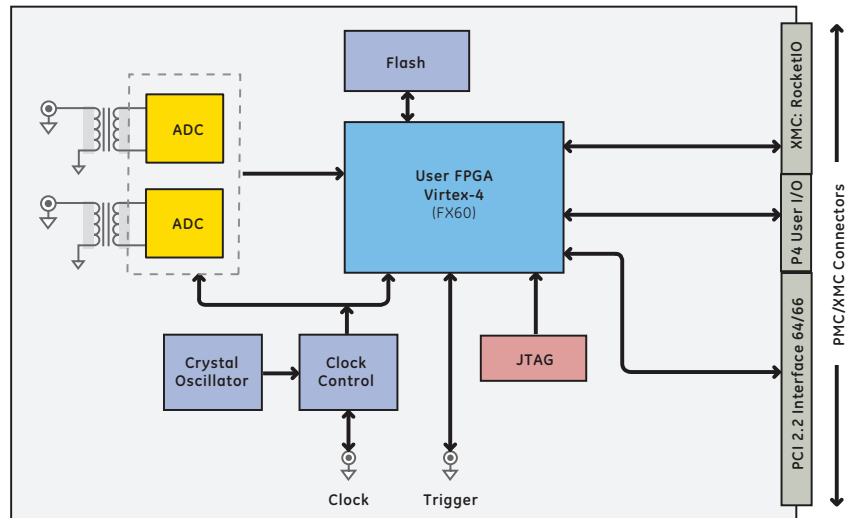 Flash
XMC: RocketIO
ADC
User FPGA
Virtex-4
(FX60)
ADC
P4 User I/O
PMC/XMC Connectors
PCI 2.2 Interface 64/66
Crystal
Oscillator
Clock
Control
JTAG
Clock
Trigger